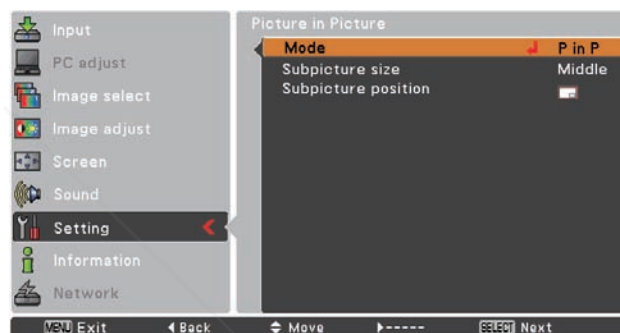 Input
PC adjust
Image select
Image adjust
Screen
Sound
Setting
Information
Network
Picture in Picture
Mode P in P
Subpicture size Middle
Subpicture position
MENU Exit Back Move ----- SELECT Next